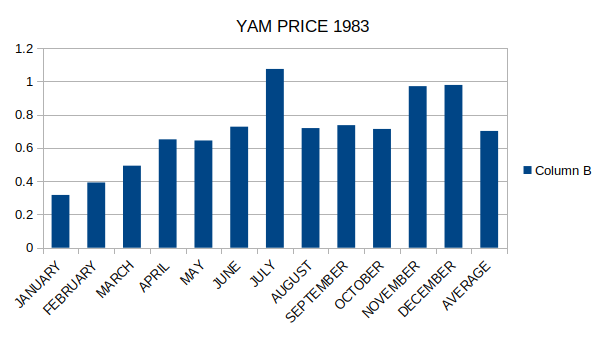 YAM PRICE 1983
1.2
1
0.8
0.6
0.4
0.2
0
JANUARY
FEBRUARY
MARCH
APRIL
MAY
JUNE
JULY
AUGUST
SEPTEMBER
OCTOBER
NOVEMBER
DECEMBER
AVERAGE
Column B